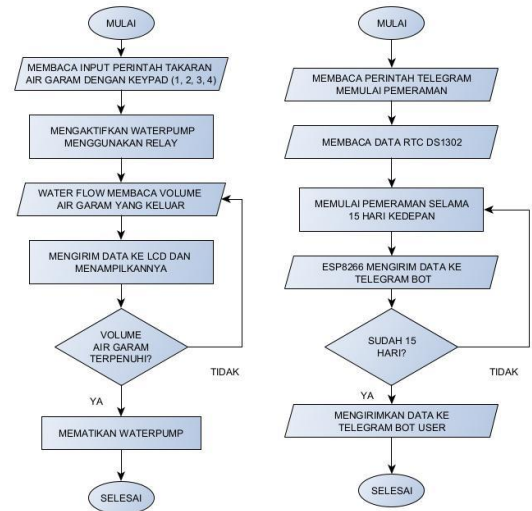 MULAI
MEMBACA INPUT PERINTAH TAKARAN
AIR GARAM DENGAN KEYPAD (1, 2, 3, 4)
MENGAKTIFKAN WATERPUMP
MENGGUNAKAN RELAY
WATER FLOW MEMBACA VOLUME
AIR GARAM YANG KELUAR
MENGIRIM DATA KE LCD DAN
MENAMPILKANNYA
VOLUME
AIR GARAM
TERPENUHI?
TIDAK
YA
MEMATIKAN WATERPUMP
SELESAI
MULAI
MEMBACA PERINTAH TELEGRAM
MEMULAI PEMERAMAN
MEMBACA DATA RTC DS1302
MEMULAI PEMERAMAN SELAMA
15 HARI KEDEPAN
ESP8266 MENGIRIM DATA KE
TELEGRAM BOT
SUDAH 15
HARI?
TIDAK
YA
MENGIRIMKAN DATA KE
TELEGRAM BOT USER
SELESAI